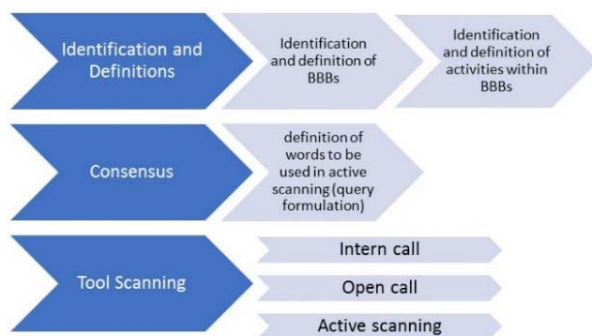 Identification and
Definitions
Identification
and definition of
BBBs
Identification
and definition of
activities within
BBBs
Consensus
definition of
words to be
used in active
scanning (query
formulation)
Tool Scanning
Intern call
Open call
Active scanning